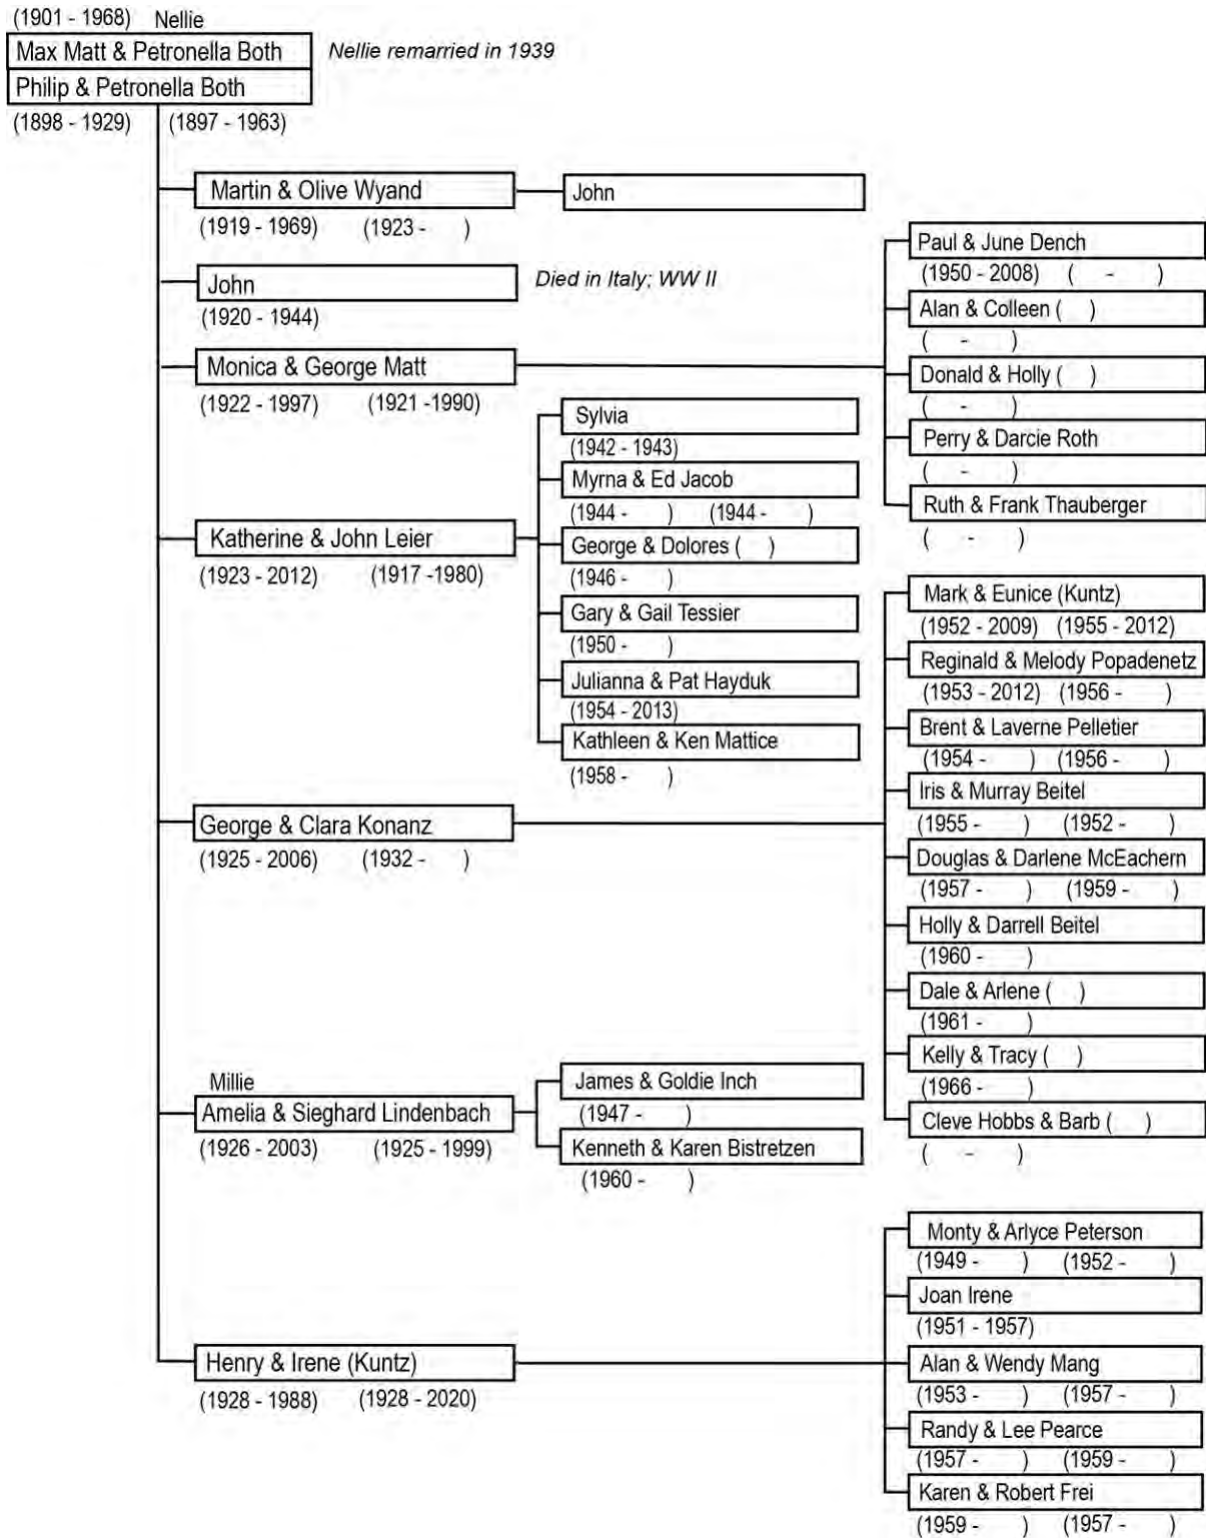 (1901 - 1968) Nellie
Max Matt & Petronella Both
Nellie remarried in 1939
Philip & Petronella Both
(1898 - 1929) (1897 - 1963)
Martin & Olive Wyand
(1919 - 1969) (1923 - )
John
John
(1920 - 1944)
Died in Italy; WW II
Monica & George Matt
(1922 - 1997) (1921 -1990)
Paul & June Dench
(1950 - 2008) ( - )
Alan & Colleen ( )
( - )
Donald & Holly ( )
( - )
Perry & Darcie Roth
( - )
Ruth & Frank Thauberger
( - )
Katherine & John Leier
(1923 - 2012) (1917 -1980)
Sylvia
(1942 - 1943)
Myrna & Ed Jacob
(1944 - ) (1944 - )
George & Dolores ( )
(1946 - )
Gary & Gail Tessier
(1950 - )
Julianna & Pat Hayduk
(1954 - 2013)
Kathleen & Ken Mattice
(1958 - )
George & Clara Konanz
(1925 - 2006) (1932 - )
Mark & Eunice (Kuntz)
(1952 - 2009) (1955 - 2012)
Reginald & Melody Popadenetz
(1953 - 2012) (1956 - )
Brent & Laverne Pelletier
(1954 - ) (1956 - )
Iris & Murray Beitel
(1955 - ) (1952 - )
Douglas & Darlene McEachern
(1957 - ) (1959 - )
Holly & Darrell Beitel
(1960 - )
Dale & Arlene ( )
(1961 - )
Kelly & Tracy ( )
(1966 - )
Cleve Hobbs & Barb ( )
( - )
Millie
Amelia & Sieghard Lindenbach
(1926 - 2003) (1925 - 1999)
James & Goldie Inch
(1947 - )
Kenneth & Karen Bistretzen
(1960 - )
Henry & Irene (Kuntz)
(1928 - 1988) (1928 - 2020)
Monty & Arlyce Peterson
(1949 - ) (1952 - )
Joan Irene
(1951 - 1957)
Alan & Wendy Mang
(1953 - ) (1957 - )
Randy & Lee Pearce
(1957 - ) (1959 - )
Karen & Robert Frei
(1959 - ) (1957 - )